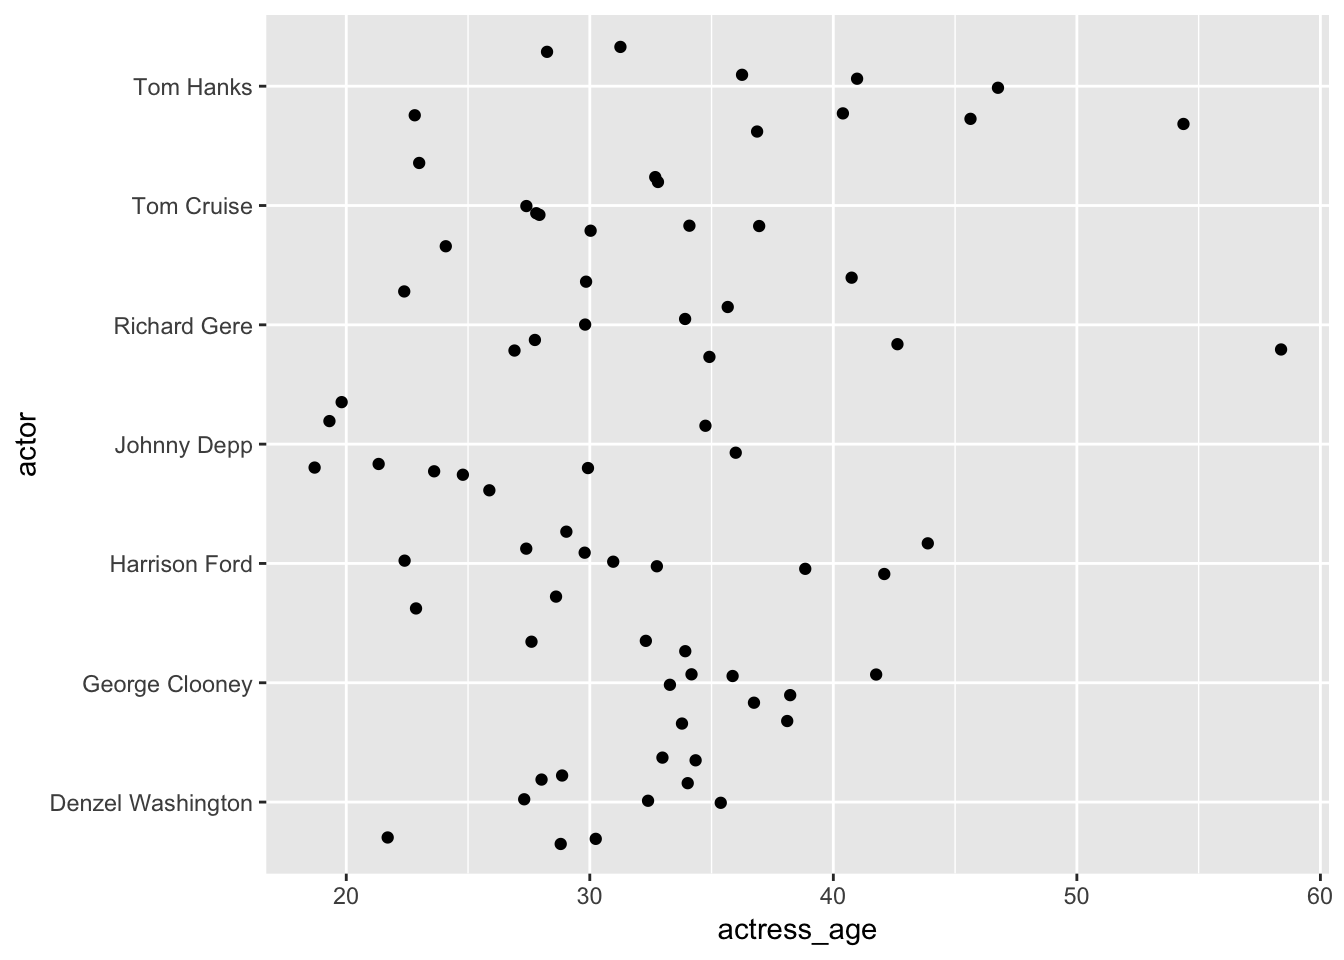 Tom Hanks
Tom Cruise
Richard Gere
Johnny Depp
Harrison Ford
George Clooney
Denzel Washington
actor
20 30 40 50 60
actress_age